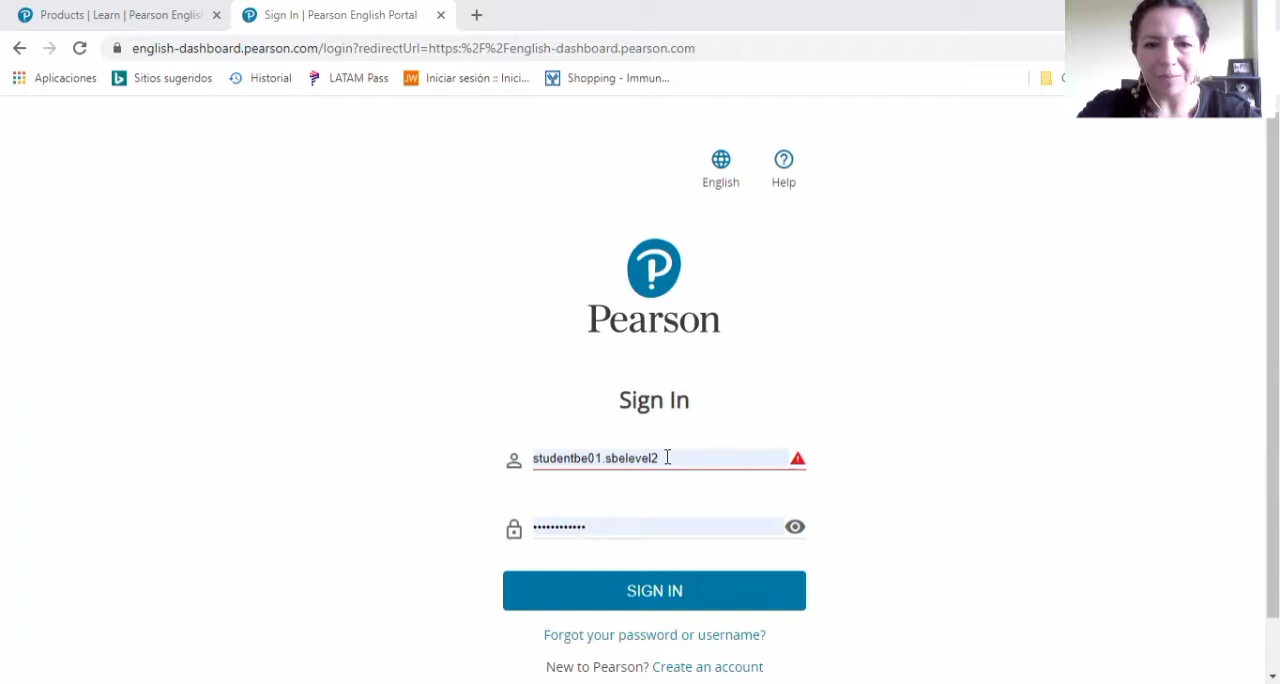 Products | Learn | Pearson Englis
Sign In | Pearson English Portal
english-dashboard.pearson.com/login?redirectUrl=https:%2F%2Fenglish-dashboard.pearson.com
Aplicaciones
Sitios sugeridos
Historial
LATAM Pass
JW
Iniciar sesión :: Inici...
Shopping - Immun...
English
Help
Pearson
Sign In
studentbe01.sbelevel2
••••••••••••
SIGN IN
Forgot your password or username?
New to Pearson? Create an account